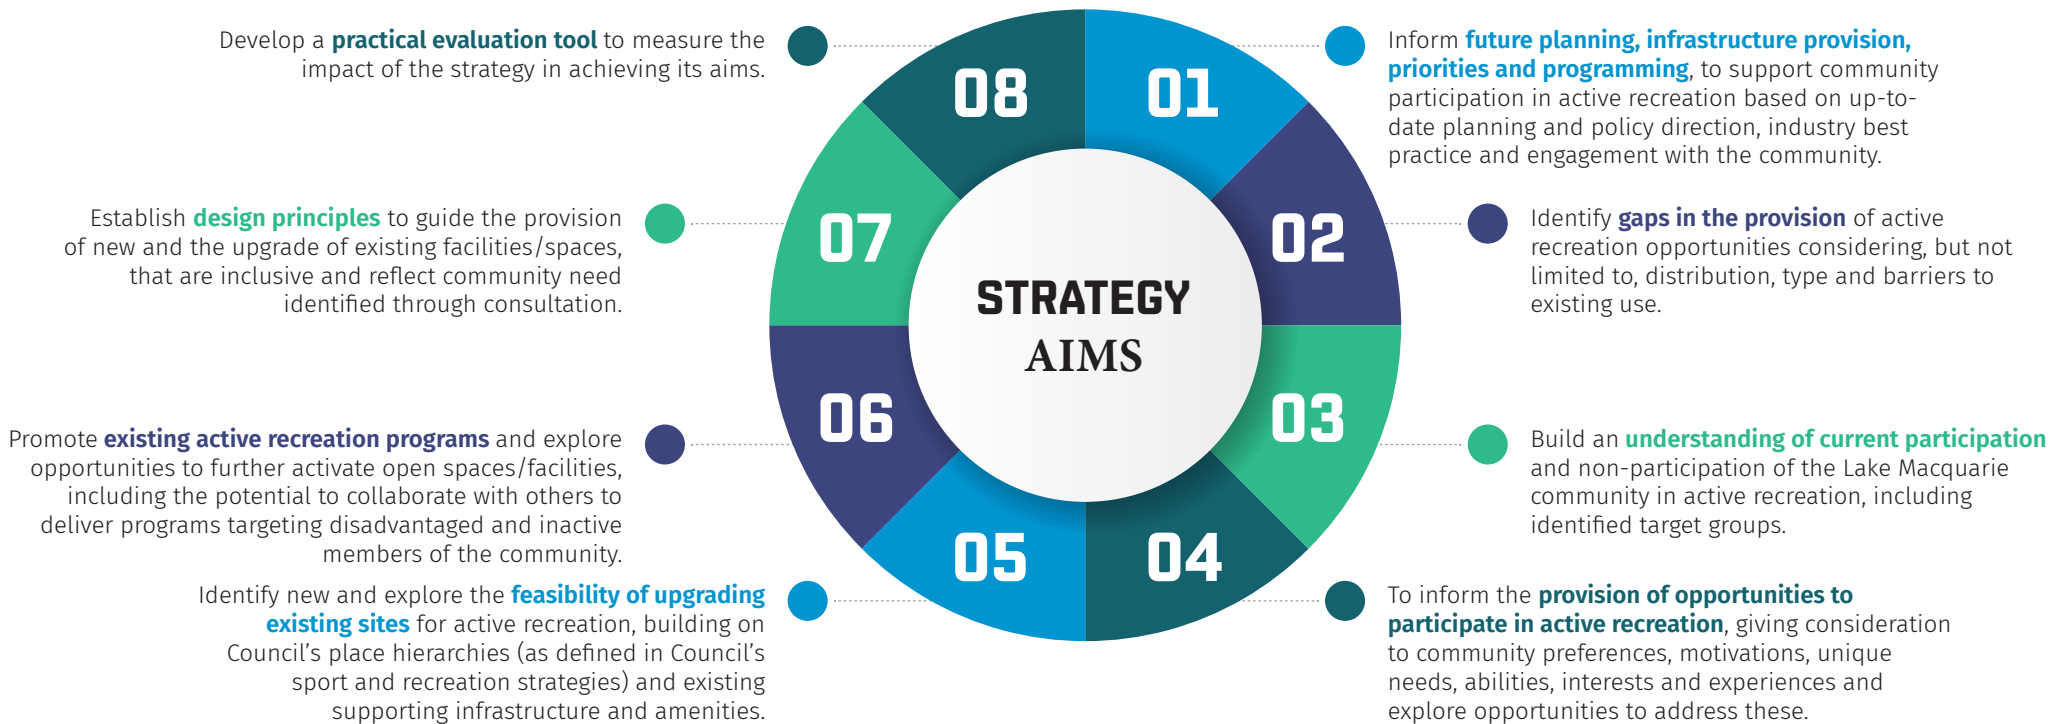 STRATEGY
AIMS
01
Inform future planning, infrastructure provision,
priorities and programming, to support community
participation in active recreation based on up-to-
date planning and policy direction, industry best
practice and engagement with the community.
02
Identify gaps in the provision of active
recreation opportunities considering, but not
limited to, distribution, type and barriers to
existing use.
03
Build an understanding of current participation
and non-participation of the Lake Macquarie
community in active recreation, including
identified target groups.
04
To inform the provision of opportunities to
participate in active recreation, giving consideration
to community preferences, motivations, unique
needs, abilities, interests and experiences and
explore opportunities to address these.
05
Identify new and explore the feasibility of upgrading
existing sites for active recreation, building on
Council’s place hierarchies (as defined in Council’s
sport and recreation strategies) and existing
supporting infrastructure and amenities.
06
Promote existing active recreation programs and explore
opportunities to further activate open spaces/facilities,
including the potential to collaborate with others to
deliver programs targeting disadvantaged and inactive
members of the community.
07
Establish design principles to guide the provision
of new and the upgrade of existing facilities/spaces,
that are inclusive and reflect community need
identified through consultation.
08
Develop a practical evaluation tool to measure the
impact of the strategy in achieving its aims.